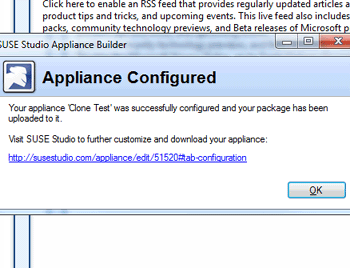 Click here to enable an RSS feed that provides regularly updated articles a
product tips and tricks, and upcoming events. This live feed also includes
packs, community technology previews, and Beta releases of Microsoft p
SUSE Studio Appliance Builder
Appliance Configured
Your appliance 'Clone Test' was successfully configured and your package has been
uploaded to it.
Visit SUSE Studio to further customize and download your appliance:
http://susestudio.com/appliance/edit/51520#tab-configuration
OK